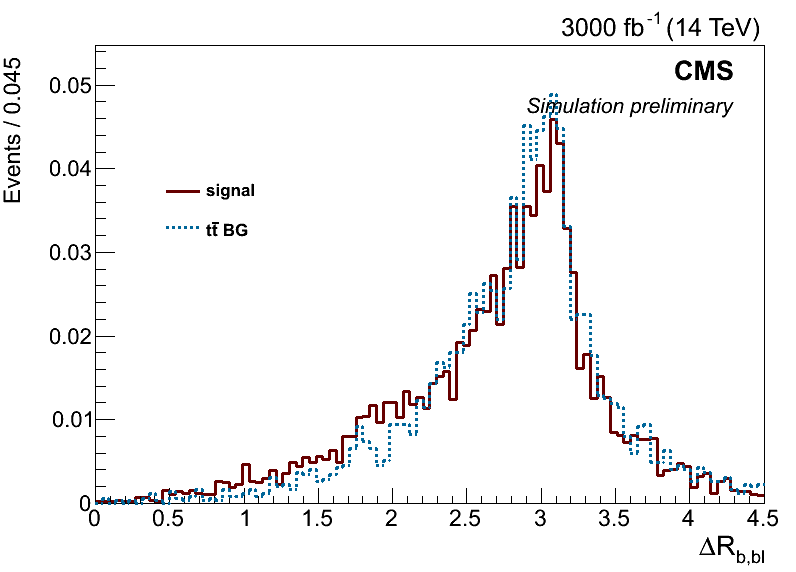 3000 fb⁻¹ (14 TeV)
CMS
Simulation preliminary
Events / 0.045
0.05
0.04
0.03
0.02
0.01
0
signal
tt̄ BG
0 0.5 1 1.5 2 2.5 3 3.5 4 4.5
ΔR b,bl